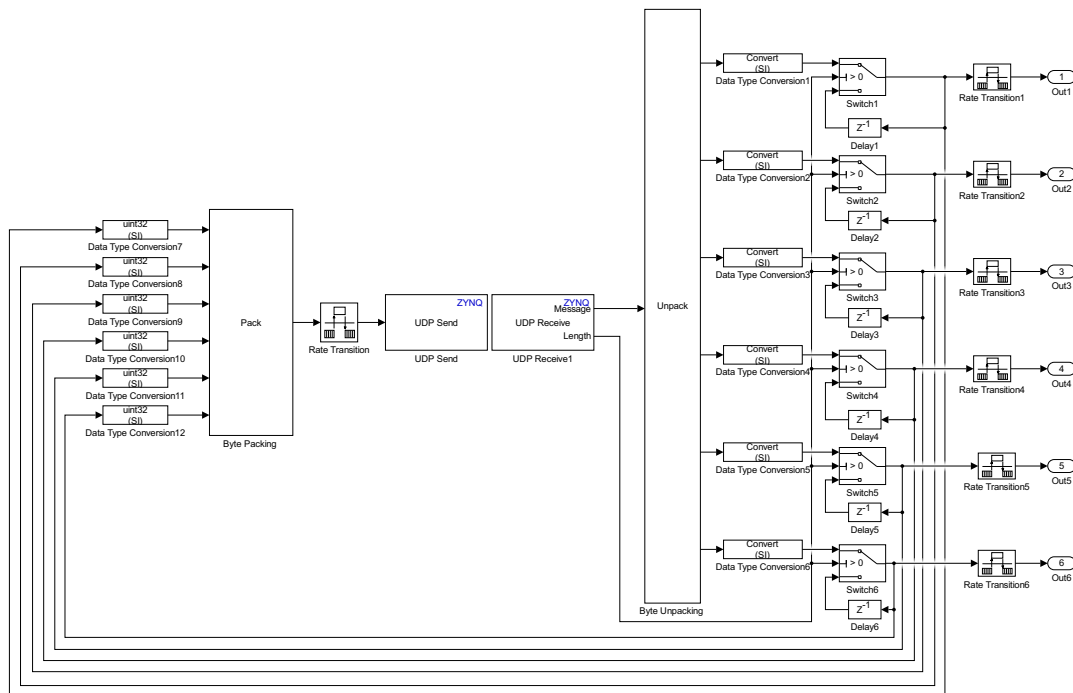 uint32
(SI)
Data Type Conversion7
uint32
(SI)
Data Type Conversion8
uint32
(SI)
Data Type Conversion9
uint32
(SI)
Data Type Conversion10
uint32
(SI)
Data Type Conversion11
uint32
(SI)
Data Type Conversion12
Pack
Byte Packing
Rate Transition
ZYNQ
UDP Send
UDP Send
ZYNQ
Message
UDP Receive
Length
UDP Receive1
Unpack
Byte Unpacking
Convert
(SI)
Data Type Conversion1
> 0
Switch1
Z-1
Delay1
Rate Transition1
1
Out1
Convert
(SI)
Data Type Conversion2
> 0
Switch2
Z-1
Delay2
Rate Transition2
2
Out2
Convert
(SI)
Data Type Conversion3
> 0
Switch3
Z-1
Delay3
Rate Transition3
3
Out3
Convert
(SI)
Data Type Conversion4
> 0
Switch4
Z-1
Delay4
Rate Transition4
4
Out4
Convert
(SI)
Data Type Conversion5
> 0
Switch5
Z-1
Delay5
Rate Transition5
5
Out5
Convert
(SI)
Data Type Conversion6
> 0
Switch6
Z-1
Delay6
Rate Transition6
6
Out6